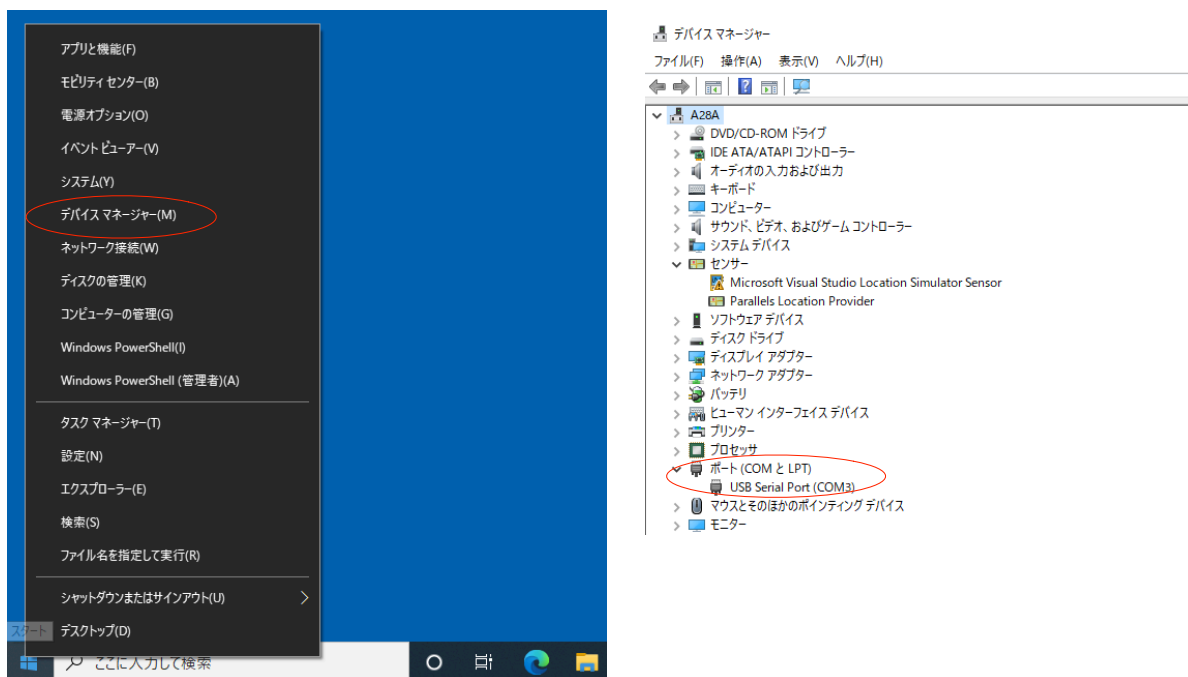 アプリと機能(F)
モビリティ センター(B)
電源オプション(O)
イベント ビューアー(V)
システム(Y)
デバイス マネージャー(M)
ネットワーク接続(W)
ディスクの管理(K)
コンピューターの管理(G)
Windows PowerShell(I)
Windows PowerShell (管理者)(A)
タスク マネージャー(T)
設定(N)
エクスプローラー(E)
検索(S)
ファイル名を指定して実行(R)
シャットダウンまたはサインアウト(U)
デスクトップ(D)
スタート
ここに入力して検索
デバイス マネージャー
ファイル(F) 操作(A) 表示(V) ヘルプ(H)
A28A
DVD/CD-ROM ドライブ
IDE ATA/ATAPI コントローラー
オーディオの入力および出力
キーボード
コンピューター
サウンド、ビデオ、およびゲーム コントローラー
システム デバイス
センサー
Microsoft Visual Studio Location Simulator Sensor
Parallels Location Provider
ソフトウェア デバイス
ディスク ドライブ
ディスプレイ アダプター
ネットワーク アダプター
バッテリ
ヒューマン インターフェイス デバイス
プリンター
プロセッサ
ポート (COM と LPT)
USB Serial Port (COM3)
マウスとそのほかのポインティング デバイス
モニター